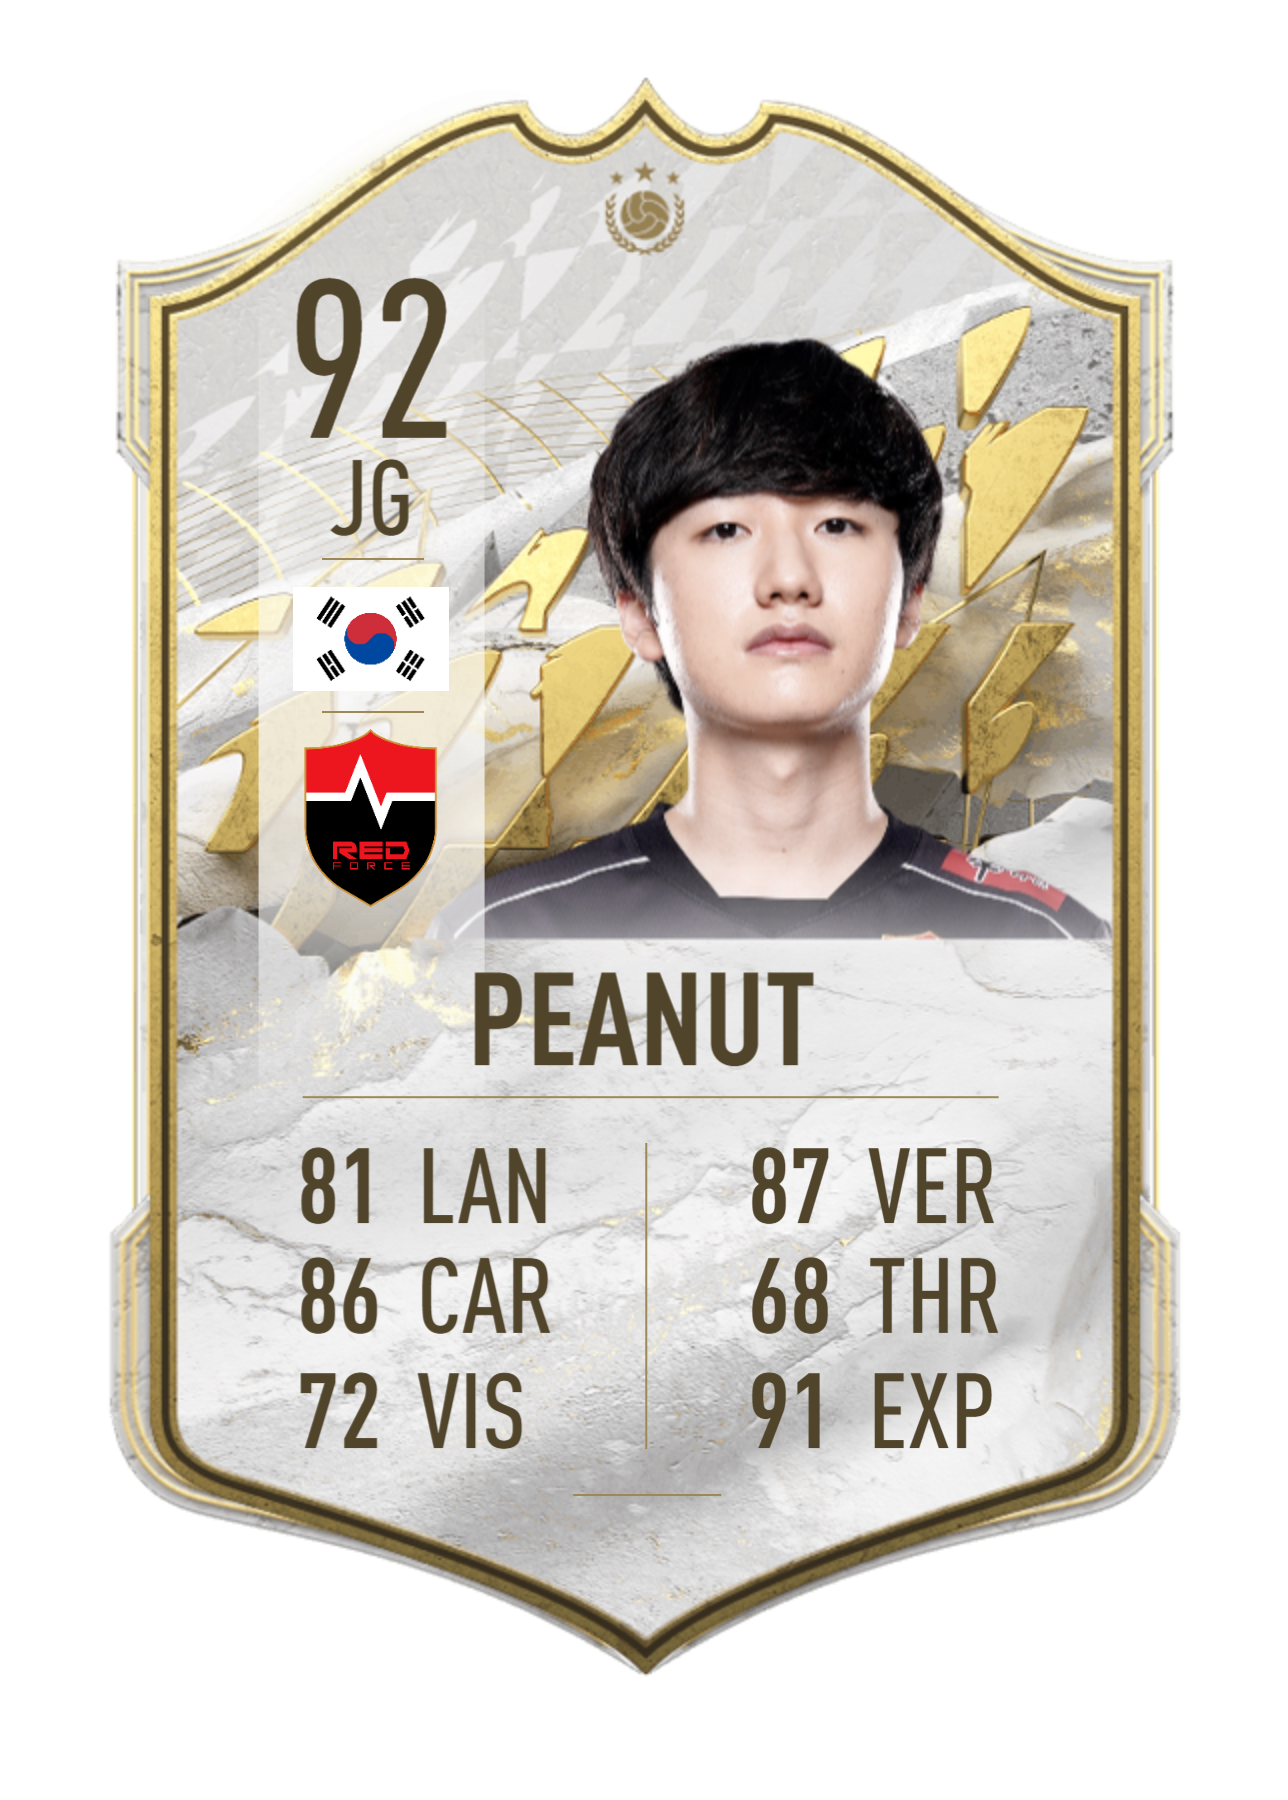 92
JG
RED
FORCE
PEANUT
81 LAN
87 VER
86 CAR
68 THR
72 VIS
91 EXP